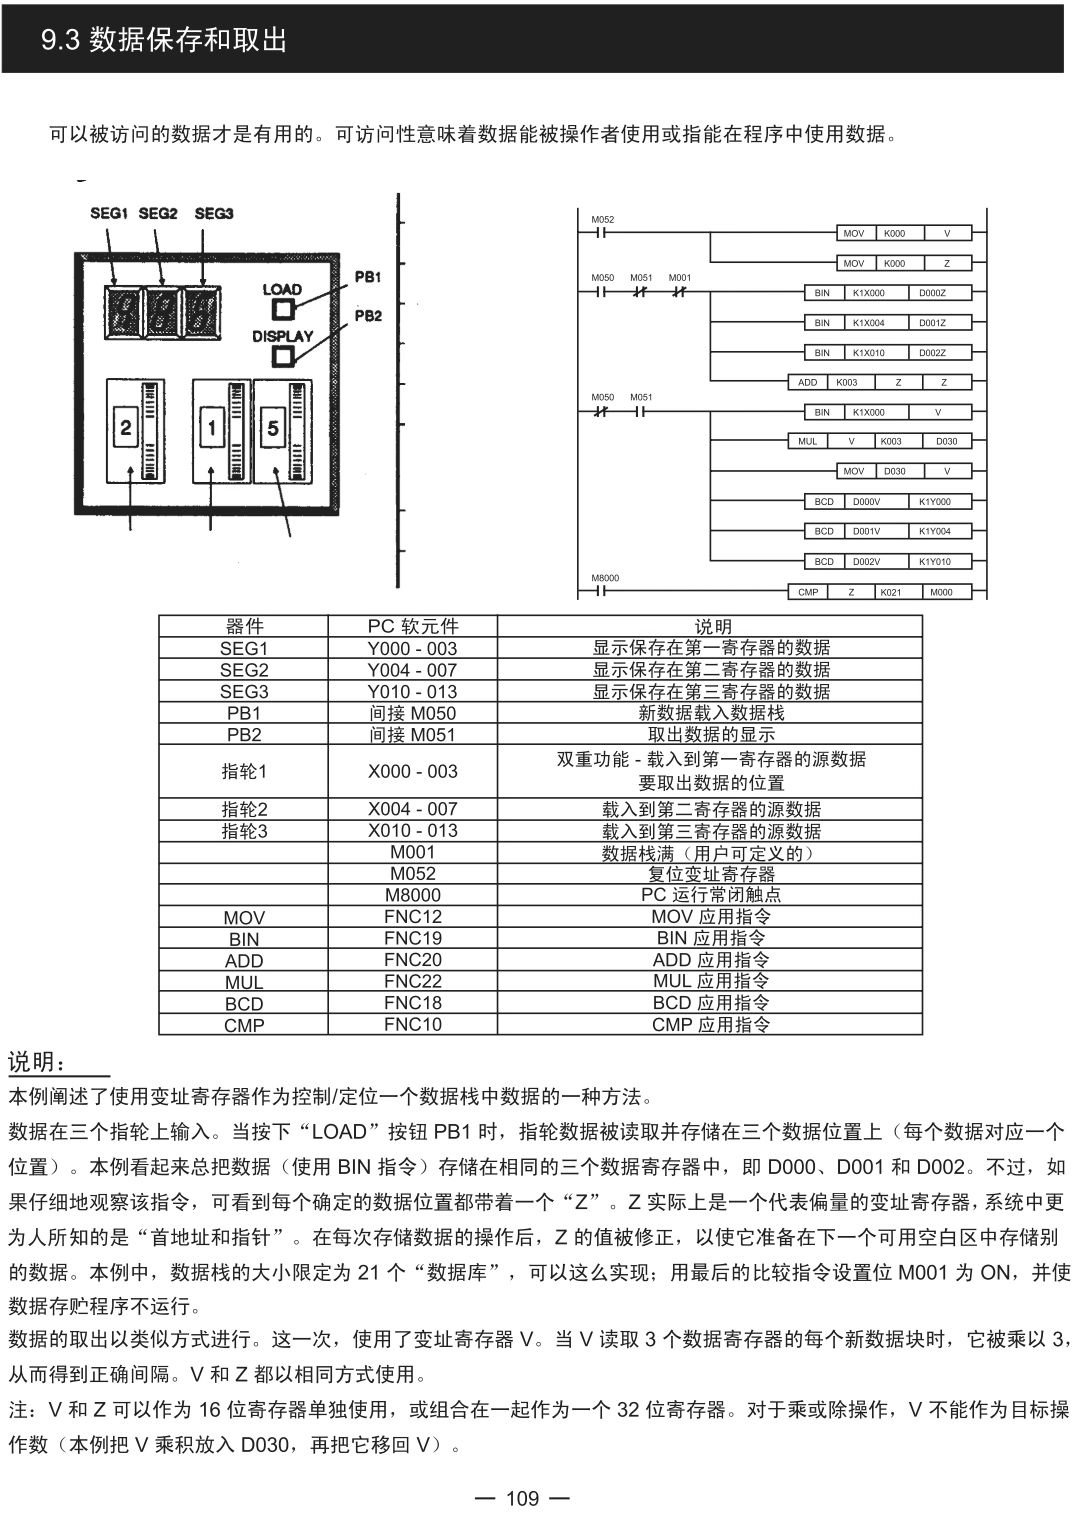 9.3 数据保存和取出
可以被访问的数据才是有用的。可访问性意味着数据能被操作者使用或指能在程序中使用数据。
SEG1 SEG2 SEG3
LOAD
PB1
DISPLAY
PB2
2 1 5
M052
MOV K000 V
MOV K000 Z
M050 M051 M001
BIN K1X000 D000Z
BIN K1X004 D001Z
BIN K1X010 D002Z
ADD K003 Z Z
M050 M051
BIN K1X000 V
MUL V K003 D030
MOV D030 V
BCD D000V K1Y000
BCD D001V K1Y004
BCD D002V K1Y010
M8000
CMP Z K021 M000
器件 PC 软元件 说明
SEG1 Y000 - 003 显示保存在第一寄存器的数据
SEG2 Y004 - 007 显示保存在第二寄存器的数据
SEG3 Y010 - 013 显示保存在第三寄存器的数据
PB1 间接 M050 新数据载入数据栈
PB2 间接 M051 取出数据的显示
指轮1 X000 - 003 双重功能 - 载入到第一寄存器的源数据
要取出数据的位置
指轮2 X004 - 007 载入到第二寄存器的源数据
指轮3 X010 - 013 载入到第三寄存器的源数据
M001 数据栈满（用户可定义的）
M052 复位变址寄存器
M8000 PC 运行常闭触点
MOV FNC12 MOV 应用指令
BIN FNC19 BIN 应用指令
ADD FNC20 ADD 应用指令
MUL FNC22 MUL 应用指令
BCD FNC18 BCD 应用指令
CMP FNC10 CMP 应用指令
说明：
本例阐述了使用变址寄存器作为控制/定位一个数据栈中数据的一种方法。
数据在三个指轮上输入。当按下“LOAD”按钮 PB1 时，指轮数据被读取并存储在三个数据位置上（每个数据对应一个
位置）。本例看起来总把数据（使用 BIN 指令）存储在相同的三个数据寄存器中，即 D000、D001 和 D002。不过，如
果仔细地观察该指令，可看到每个确定的数据位置都带着一个“Z”。Z 实际上是一个代表偏量的变址寄存器，系统中更
为人所知的是“首地址和指针”。在每次存储数据的操作后，Z 的值被修正，以使它准备在下一个可用空白区中存储别
的数据。本例中，数据栈的大小限定为 21 个“数据库”，可以这么实现；用最后的比较指令设置位 M001 为 ON，并使
数据存贮程序不运行。
数据的取出以类似方式进行。这一次，使用了变址寄存器 V。当 V 读取 3 个数据寄存器的每个新数据块时，它被乘以 3，
从而得到正确间隔。V 和 Z 都以相同方式使用。
注：V 和 Z 可以作为 16 位寄存器单独使用，或组合在一起作为一个 32 位寄存器。对于乘或除操作，V 不能作为目标操
作数（本例把 V 乘积放入 D030，再把它移回 V）。
— 109 —